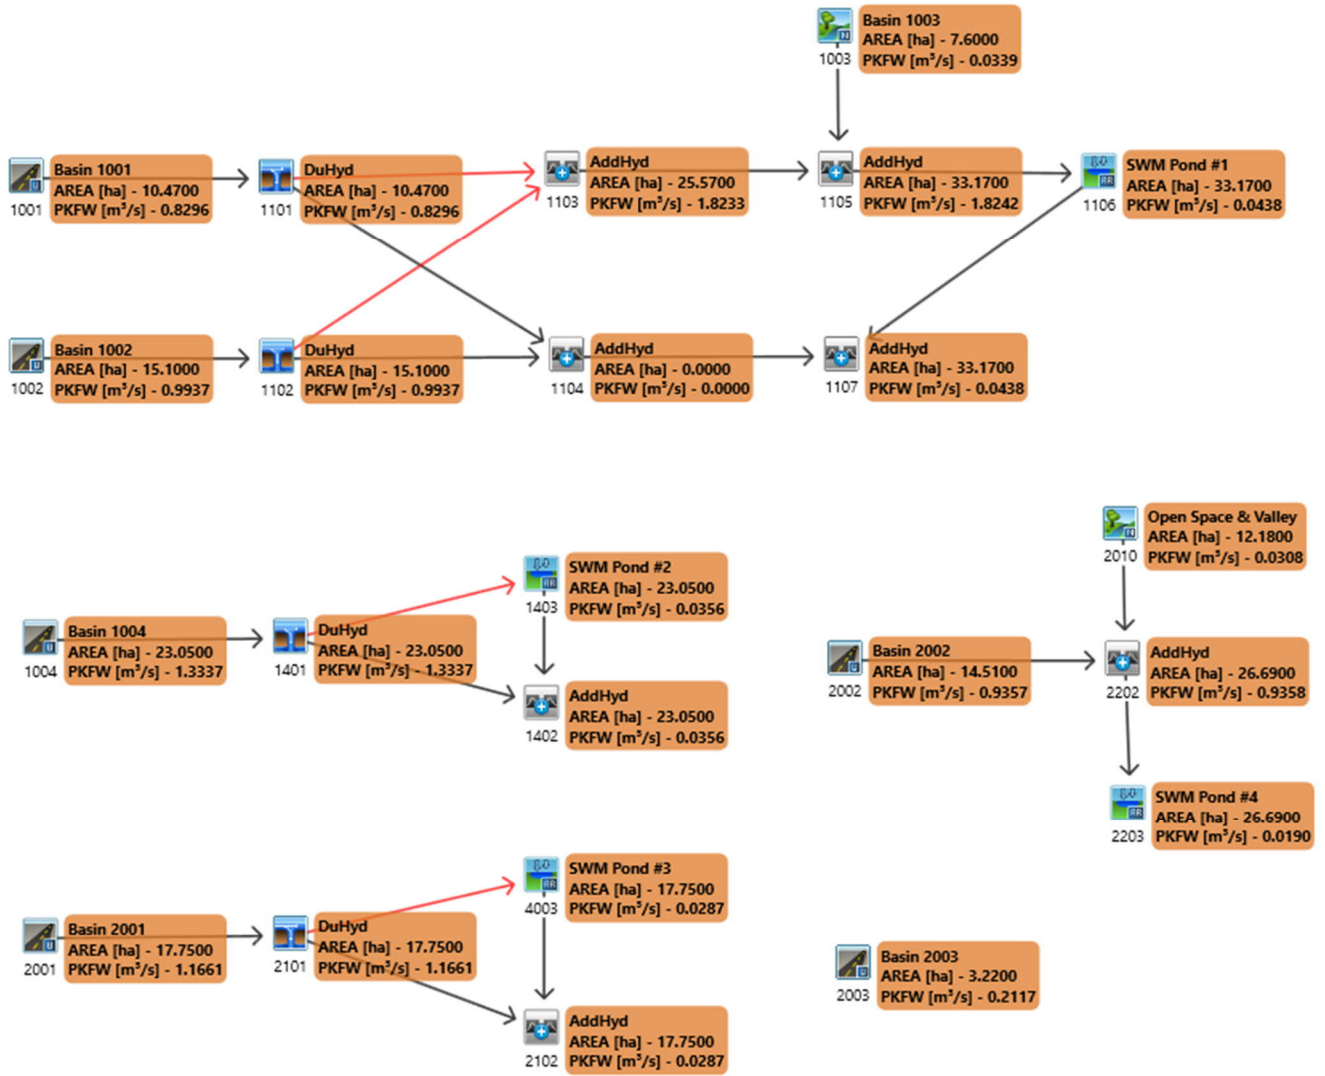 Basin 1003
AREA [ha] - 7.6000
PKFW [m³/s] - 0.0339
1003
Basin 1001
AREA [ha] - 10.4700
PKFW [m³/s] - 0.8296
1001
DuHyd
AREA [ha] - 10.4700
PKFW [m³/s] - 0.8296
1101
AddHyd
AREA [ha] - 25.5700
PKFW [m³/s] - 1.8233
1103
AddHyd
AREA [ha] - 33.1700
PKFW [m³/s] - 1.8242
1105
SWM Pond #1
AREA [ha] - 33.1700
PKFW [m³/s] - 0.0438
1106
Basin 1002
AREA [ha] - 15.1000
PKFW [m³/s] - 0.9937
1002
DuHyd
AREA [ha] - 15.1000
PKFW [m³/s] - 0.9937
1102
AddHyd
AREA [ha] - 0.0000
PKFW [m³/s] - 0.0000
1104
AddHyd
AREA [ha] - 33.1700
PKFW [m³/s] - 0.0438
1107
Basin 1004
AREA [ha] - 23.0500
PKFW [m³/s] - 1.3337
1004
DuHyd
AREA [ha] - 23.0500
PKFW [m³/s] - 1.3337
1401
SWM Pond #2
AREA [ha] - 23.0500
PKFW [m³/s] - 0.0356
1403
AddHyd
AREA [ha] - 23.0500
PKFW [m³/s] - 0.0356
1402
Open Space & Valley
AREA [ha] - 12.1800
PKFW [m³/s] - 0.0308
2010
Basin 2002
AREA [ha] - 14.5100
PKFW [m³/s] - 0.9357
2002
AddHyd
AREA [ha] - 26.6900
PKFW [m³/s] - 0.9358
2202
SWM Pond #4
AREA [ha] - 26.6900
PKFW [m³/s] - 0.0190
2203
Basin 2001
AREA [ha] - 17.7500
PKFW [m³/s] - 1.1661
2001
DuHyd
AREA [ha] - 17.7500
PKFW [m³/s] - 1.1661
2101
SWM Pond #3
AREA [ha] - 17.7500
PKFW [m³/s] - 0.0287
4003
AddHyd
AREA [ha] - 17.7500
PKFW [m³/s] - 0.0287
2102
Basin 2003
AREA [ha] - 3.2200
PKFW [m³/s] - 0.2117
2003